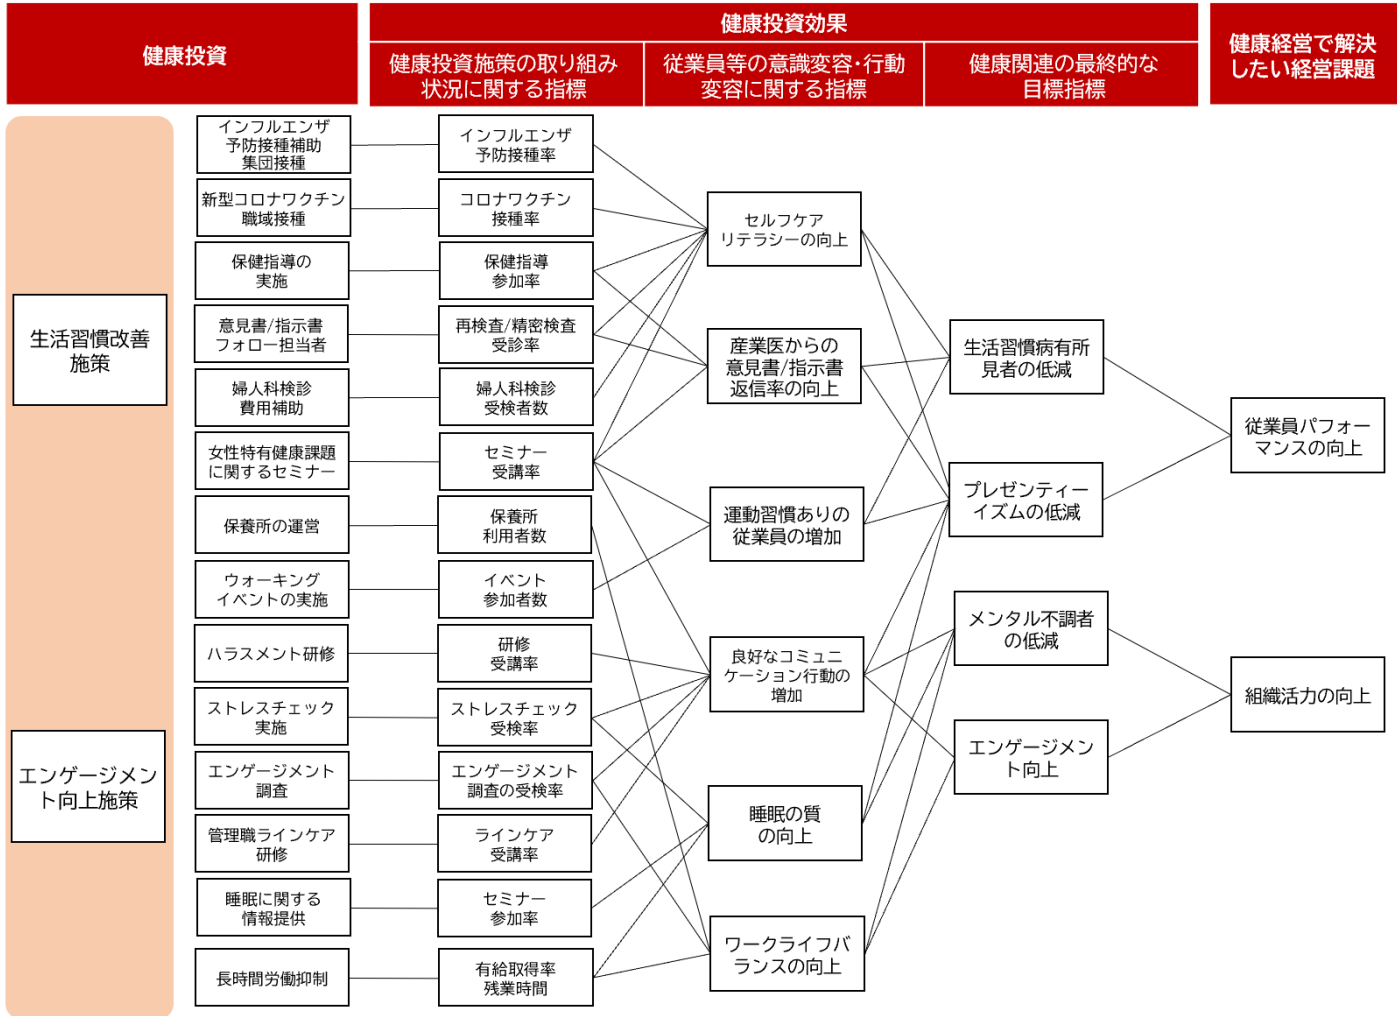 健康投資
健康投資効果
健康経営で解決
したい経営課題
健康投資施策の取り組み
状況に関する指標
従業員等の意識変容・行動
変容に関する指標
健康関連の最終的な
目標指標
生活習慣改善
施策
エンゲージメン
ト向上施策
インフルエンザ
予防接種補助
集団接種
新型コロナワクチン
職域接種
保健指導の
実施
意見書/指示書
フォロー担当者
婦人科検診
費用補助
女性特有健康課題
に関するセミナー
保養所の運営
ウォーキング
イベントの実施
ハラスメント研修
ストレスチェック
実施
エンゲージメント
調査
管理職ラインケア
研修
睡眠に関する
情報提供
長時間労働抑制
インフルエンザ
予防接種率
コロナワクチン
接種率
保健指導
参加率
再検査/精密検査
受診率
婦人科検診
受検者数
セミナー
受講率
保養所
利用者数
イベント
参加者数
研修
受講率
ストレスチェック
受検率
エンゲージメント
調査の受検率
ラインケア
受講率
セミナー
参加率
有給取得率
残業時間
セルフケア
リテラシーの向上
産業医からの
意見書/指示書
返信率の向上
運動習慣ありの
従業員の増加
良好なコミュニ
ケーション行動の
増加
睡眠の質
の向上
ワークライフバ
ランスの向上
生活習慣病有所
見者の低減
プレゼンティー
イズムの低減
メンタル不調者
の低減
エンゲージメン
ト向上
従業員パフォー
マンスの向上
組織活力の向上